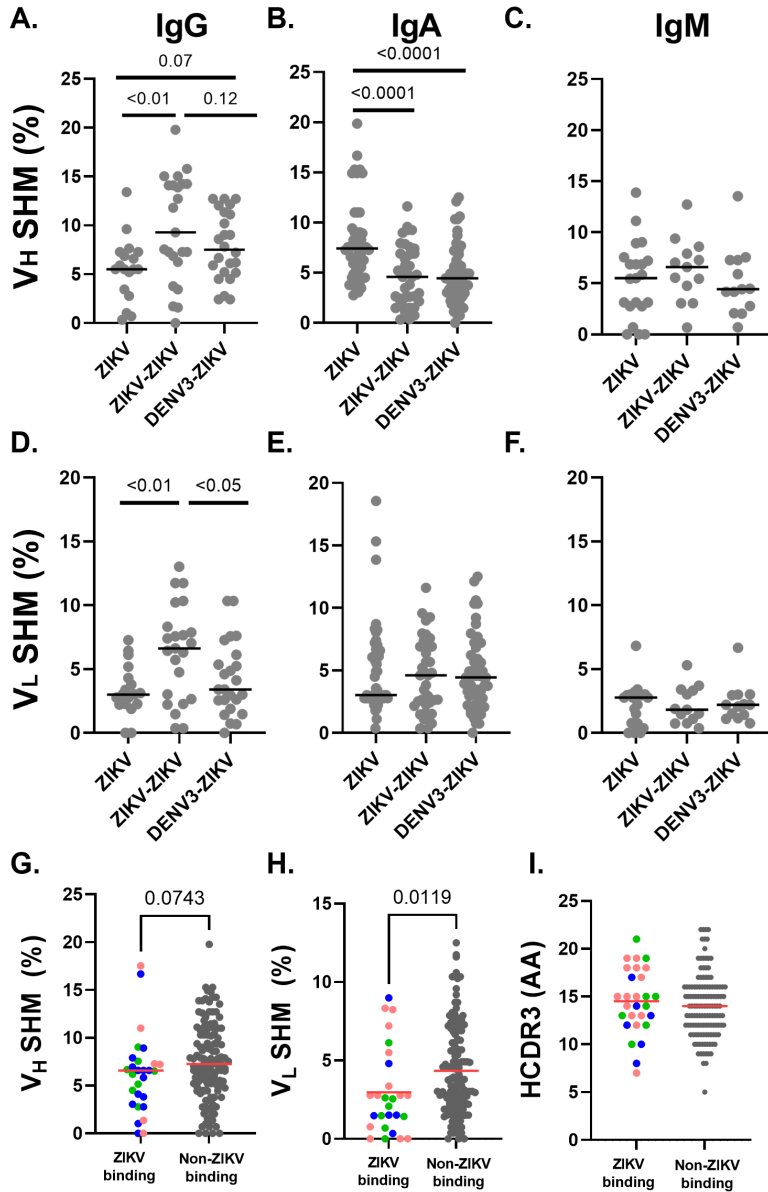 A.
IgG
B.
IgA
C.
IgM
VH SHM (%)
25
20
15
10
5
0
0.07
<0.01
0.12
ZIKV
ZIKV-ZIKV
DENV3-ZIKV
25
20
15
10
5
0
<0.0001
<0.0001
ZIKV
ZIKV-ZIKV
DENV3-ZIKV
25
20
15
10
5
0
ZIKV
ZIKV-ZIKV
DENV3-ZIKV
D.
E.
F.
VL SHM (%)
20
15
10
5
0
<0.01
<0.05
ZIKV
ZIKV-ZIKV
DENV3-ZIKV
20
15
10
5
0
ZIKV
ZIKV-ZIKV
DENV3-ZIKV
20
15
10
5
0
ZIKV
ZIKV-ZIKV
DENV3-ZIKV
G.
H.
I.
VH SHM (%)
25
20
15
10
5
0
0.0743
ZIKV
binding
Non-ZIKV
binding
VL SHM (%)
15
10
5
0
0.0119
ZIKV
binding
Non-ZIKV
binding
HCDR3 (AA)
25
20
15
10
5
0
ZIKV
binding
Non-ZIKV
binding